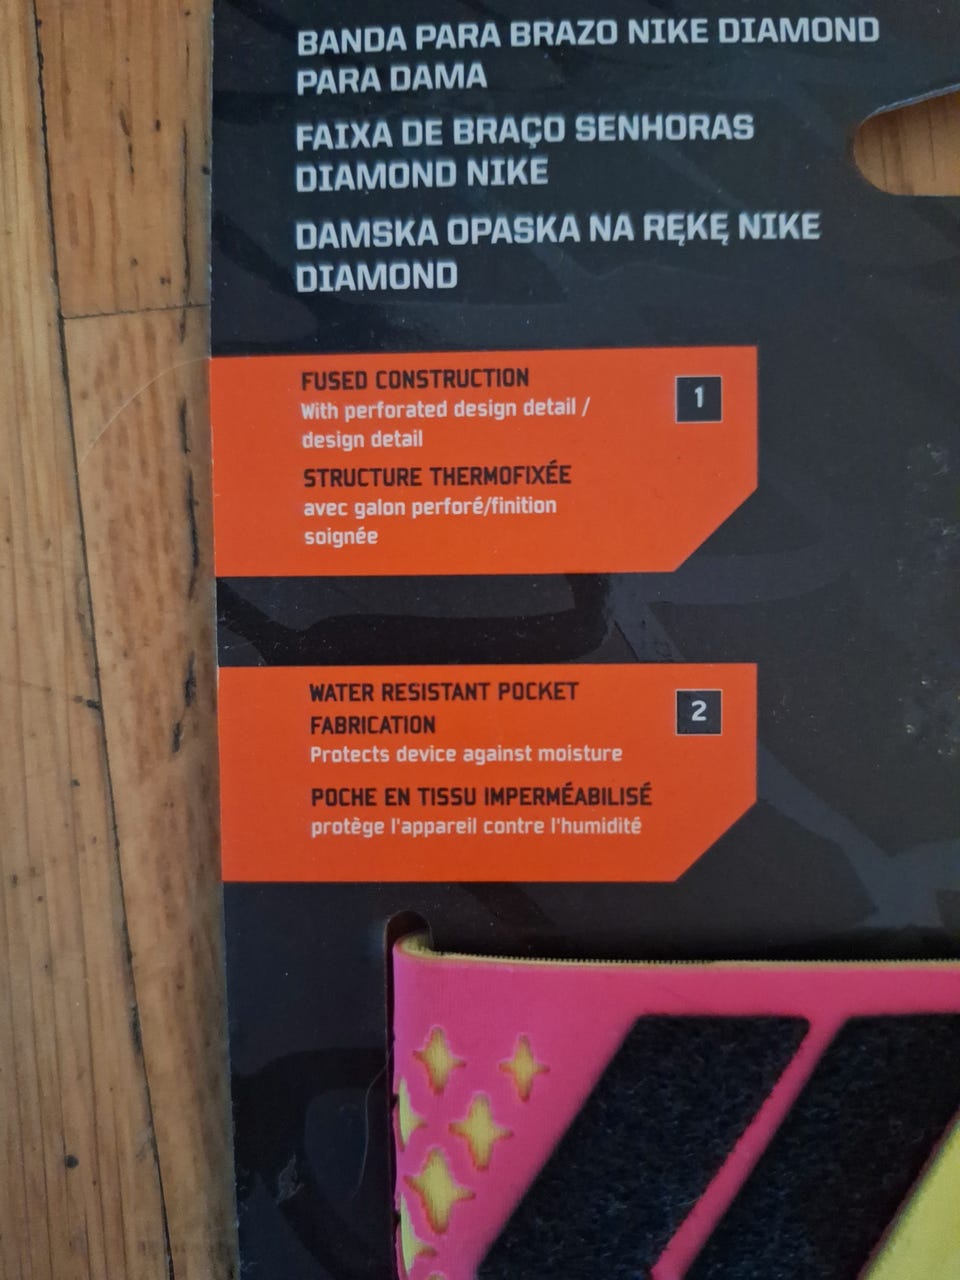 BANDA PARA BRAZO NIKE DIAMOND
PARA DAMA
FAIXA DE BRAÇO SENHORAS
DIAMOND NIKE
DAMSKA OPASKA NA RĘKĘ NIKE
DIAMOND
FUSED CONSTRUCTION
With perforated design detail /
design detail
STRUCTURE THERMOFIXÉE
avec galon perforé/finition
soignée
1
WATER RESISTANT POCKET
FABRICATION
Protects device against moisture
POCHE EN TISSU IMPERMÉABILISÉ
protège l'appareil contre l'humidité
2